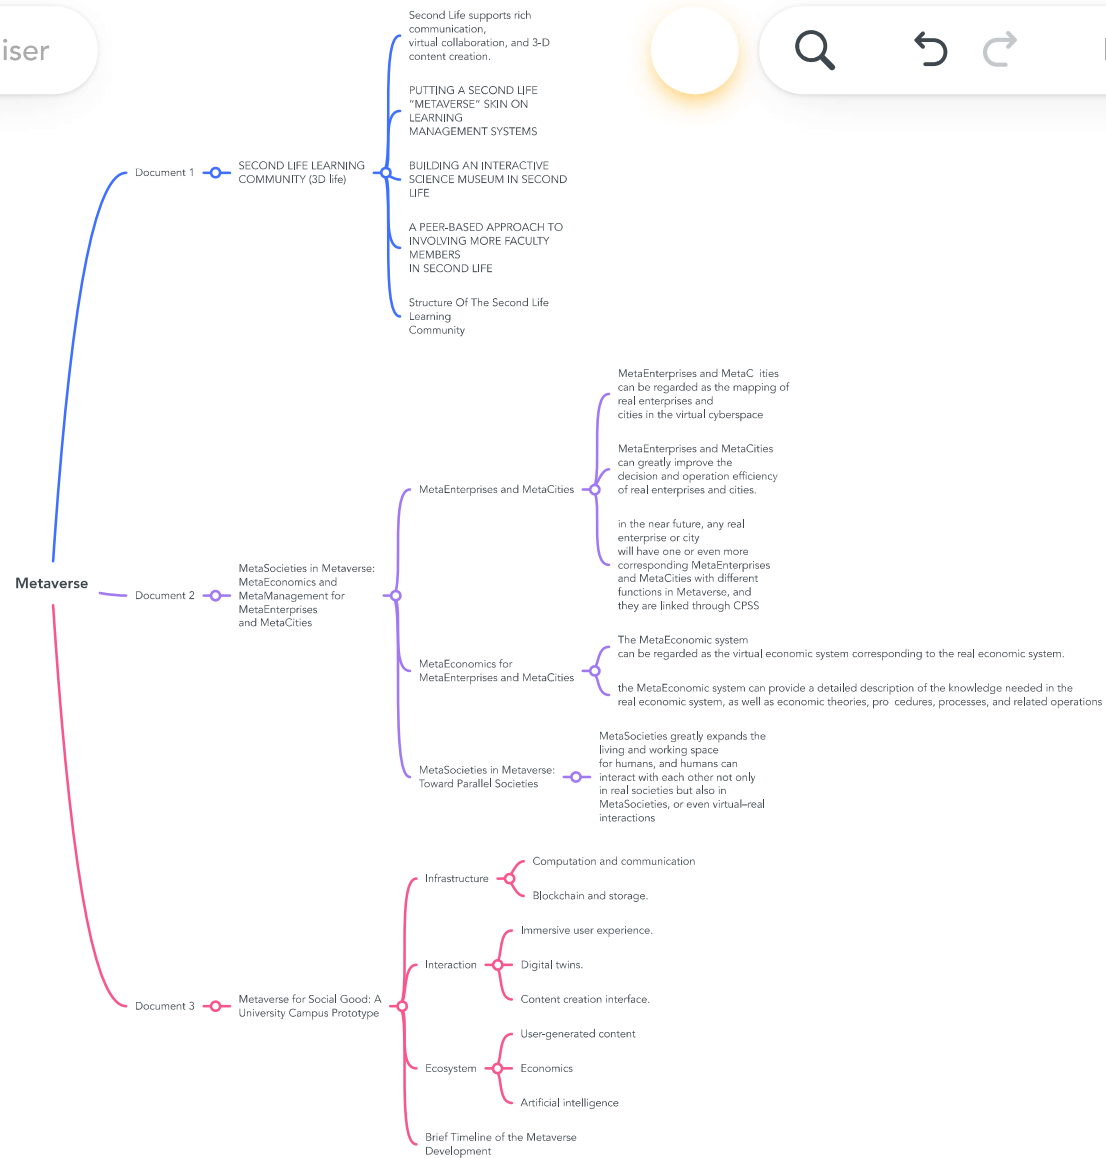 iser
Metaverse
Document 1
SECOND LIFE LEARNING
COMMUNITY (3D life)
Second Life supports rich
communication,
virtual collaboration, and 3-D
content creation.
PUTTING A SECOND LIFE
“METAVERSE” SKIN ON
LEARNING
MANAGEMENT SYSTEMS
BUILDING AN INTERACTIVE
SCIENCE MUSEUM IN SECOND
LIFE
A PEER-BASED APPROACH TO
INVOLVING MORE FACULTY
MEMBERS
IN SECOND LIFE
Structure Of The Second Life
Learning
Community
Document 2
MetaSocieties in Metaverse:
MetaEconomics and
MetaManagement for
MetaEnterprises
and MetaCities
MetaEnterprises and MetaCities
MetaEnterprises and MetaC ities
can be regarded as the mapping of
real enterprises and
cities in the virtual cyberspace
MetaEnterprises and MetaCities
can greatly improve the
decision and operation efficiency
of real enterprises and cities.
in the near future, any real
enterprise or city
will have one or even more
corresponding MetaEnterprises
and MetaCities with different
functions in Metaverse, and
they are linked through CPSS
MetaEconomics for
MetaEnterprises and MetaCities
The MetaEconomic system
can be regarded as the virtual economic system corresponding to the real economic system.
the MetaEconomic system can provide a detailed description of the knowledge needed in the
real economic system, as well as economic theories, pro cedures, processes, and related operations
MetaSocieties in Metaverse:
Toward Parallel Societies
MetaSocieties greatly expands the
living and working space
for humans, and humans can
interact with each other not only
in real societies but also in
MetaSocieties, or even virtual–real
interactions
Document 3
Metaverse for Social Good: A
University Campus Prototype
Infrastructure
Computation and communication
Blockchain and storage.
Interaction
Immersive user experience.
Digital twins.
Content creation interface.
Ecosystem
User-generated content
Economics
Artificial intelligence
Brief Timeline of the Metaverse
Development